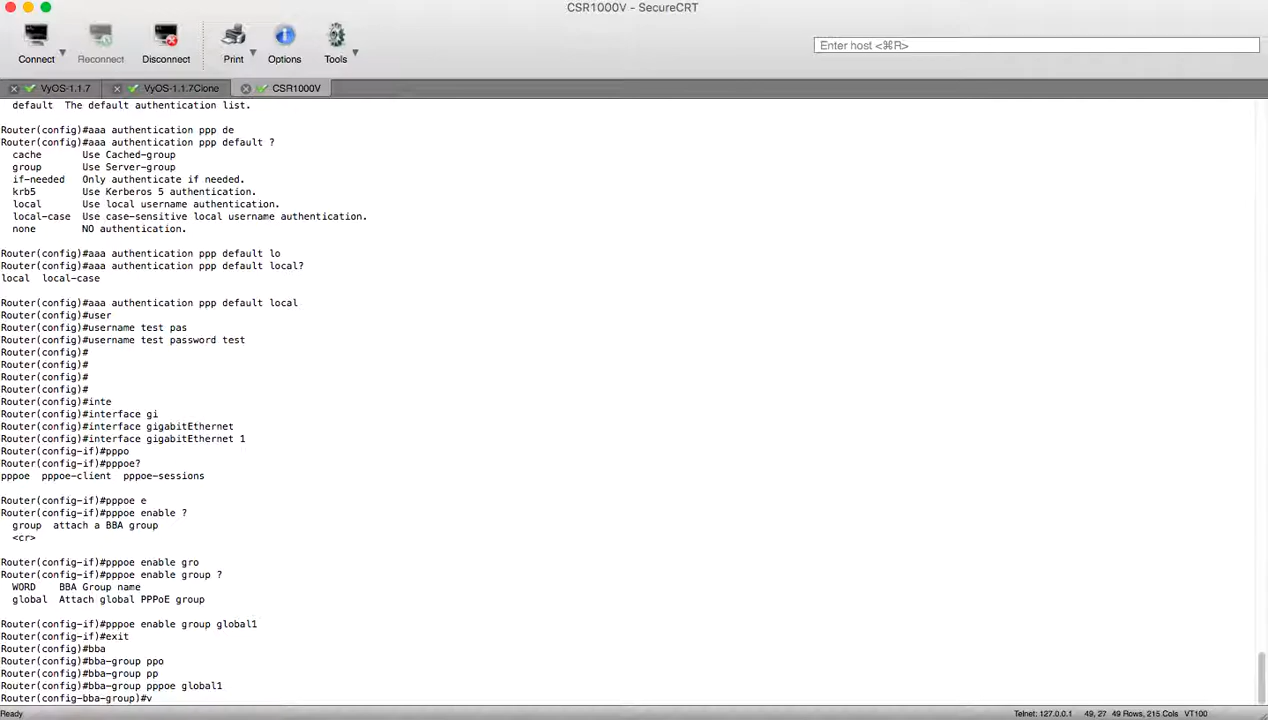 CSR1000V - SecureCRT
Connect Reconnect Disconnect Print Options Tools
Enter host <⌘R>
VyOS-1.1.7 VyOS-1.1.7Clone CSR1000V
default  The default authentication list.
Router(config)#aaa authentication ppp de
Router(config)#aaa authentication ppp default ?
cache       Use Cached-group
group       Use Server-group
if-needed   Only authenticate if needed.
krb5        Use Kerberos 5 authentication.
local       Use local username authentication.
local-case  Use case-sensitive local username authentication.
none        NO authentication.
Router(config)#aaa authentication ppp default lo
Router(config)#aaa authentication ppp default local?
local  local-case
Router(config)#aaa authentication ppp default local
Router(config)#user
Router(config)#username test pas
Router(config)#username test password test
Router(config)#
Router(config)#
Router(config)#
Router(config)#
Router(config)#inte
Router(config)#interface gi
Router(config)#interface gigabitEthernet
Router(config)#interface gigabitEthernet 1
Router(config-if)#pppo
Router(config-if)#pppoe?
pppoe  pppoe-client  pppoe-sessions
Router(config-if)#pppoe e
Router(config-if)#pppoe enable ?
group  attach a BBA group
<cr>
Router(config-if)#pppoe enable gro
Router(config-if)#pppoe enable group ?
WORD    BBA Group name
global  Attach global PPPoE group
Router(config-if)#pppoe enable group global1
Router(config-if)#exit
Router(config)#bba
Router(config)#bba-group ppo
Router(config)#bba-group pp
Router(config)#bba-group pppoe global1
Router(config-bba-group)#v
Ready Telnet: 127.0.0.1 49, 27 49 Rows, 215 Cols VT100